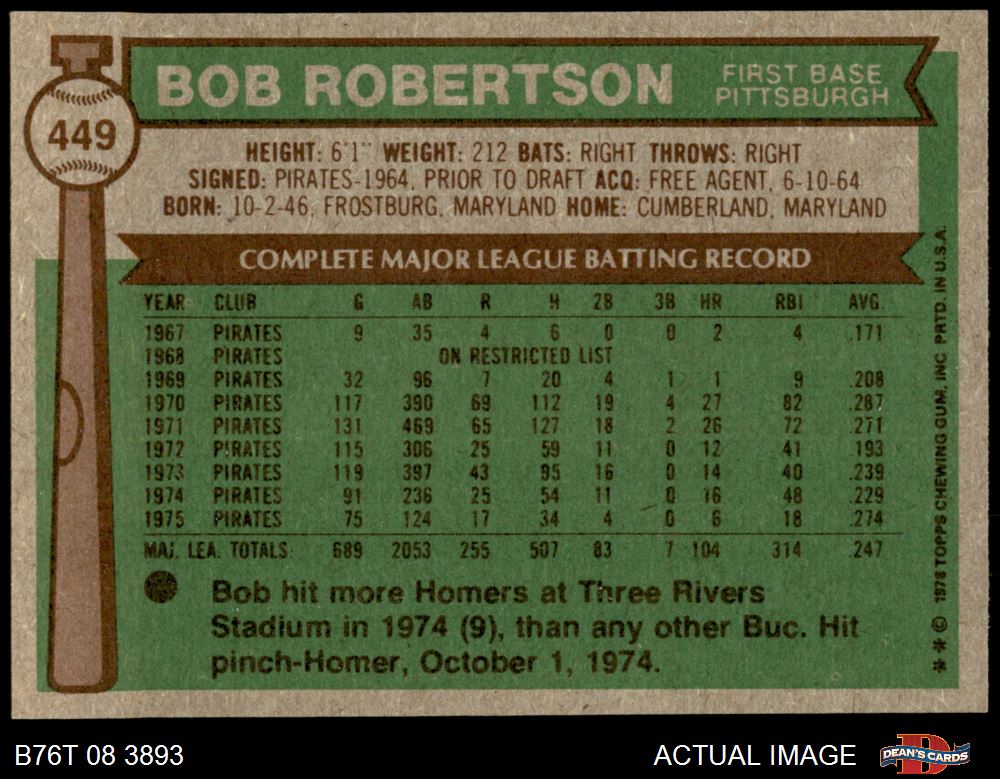 449
BOB ROBERTSON
FIRST BASE
PITTSBURGH
HEIGHT: 6'1" WEIGHT: 212 BATS: RIGHT THROWS: RIGHT
SIGNED: PIRATES-1964, PRIOR TO DRAFT ACQ: FREE AGENT, 6-10-64
BORN: 10-2-46, FROSTBURG, MARYLAND HOME: CUMBERLAND, MARYLAND
COMPLETE MAJOR LEAGUE BATTING RECORD
YEAR CLUB G AB R H 2B 3B HR RBI AVG.
1967 PIRATES 9 35 4 6 0 0 2 4 .171
1968 PIRATES ON RESTRICTED LIST
1969 PIRATES 32 96 7 20 4 1 1 9 .208
1970 PIRATES 117 390 69 112 19 4 27 82 .287
1971 PIRATES 131 469 65 127 18 2 26 72 .271
1972 PIRATES 115 306 25 59 11 0 12 41 .193
1973 PIRATES 119 397 43 95 16 0 14 40 .239
1974 PIRATES 91 236 25 54 11 0 16 48 .229
1975 PIRATES 75 124 17 34 4 0 6 18 .274
MAJ. LEA. TOTALS: 689 2053 255 507 83 7 104 314 .247
Bob hit more Homers at Three Rivers
Stadium in 1974 (9), than any other Buc. Hit
pinch-Homer, October 1, 1974.
**© 1976 TOPPS CHEWING GUM, INC. PRTD. IN U.S.A.
B76T 08 3893
ACTUAL IMAGE
DEAN'S CARDS